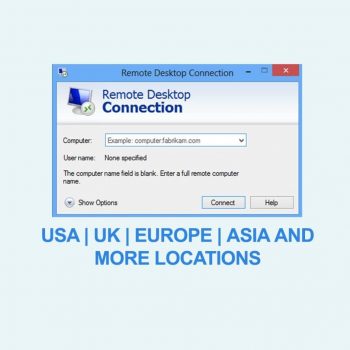 Remote Desktop Connection
Remote Desktop
Connection
Computer: Example: computer.fabrikam.com
User name: None specified
The computer name field is blank. Enter a full remote computer
name.
Show Options Connect Help
USA | UK | EUROPE | ASIA AND
MORE LOCATIONS